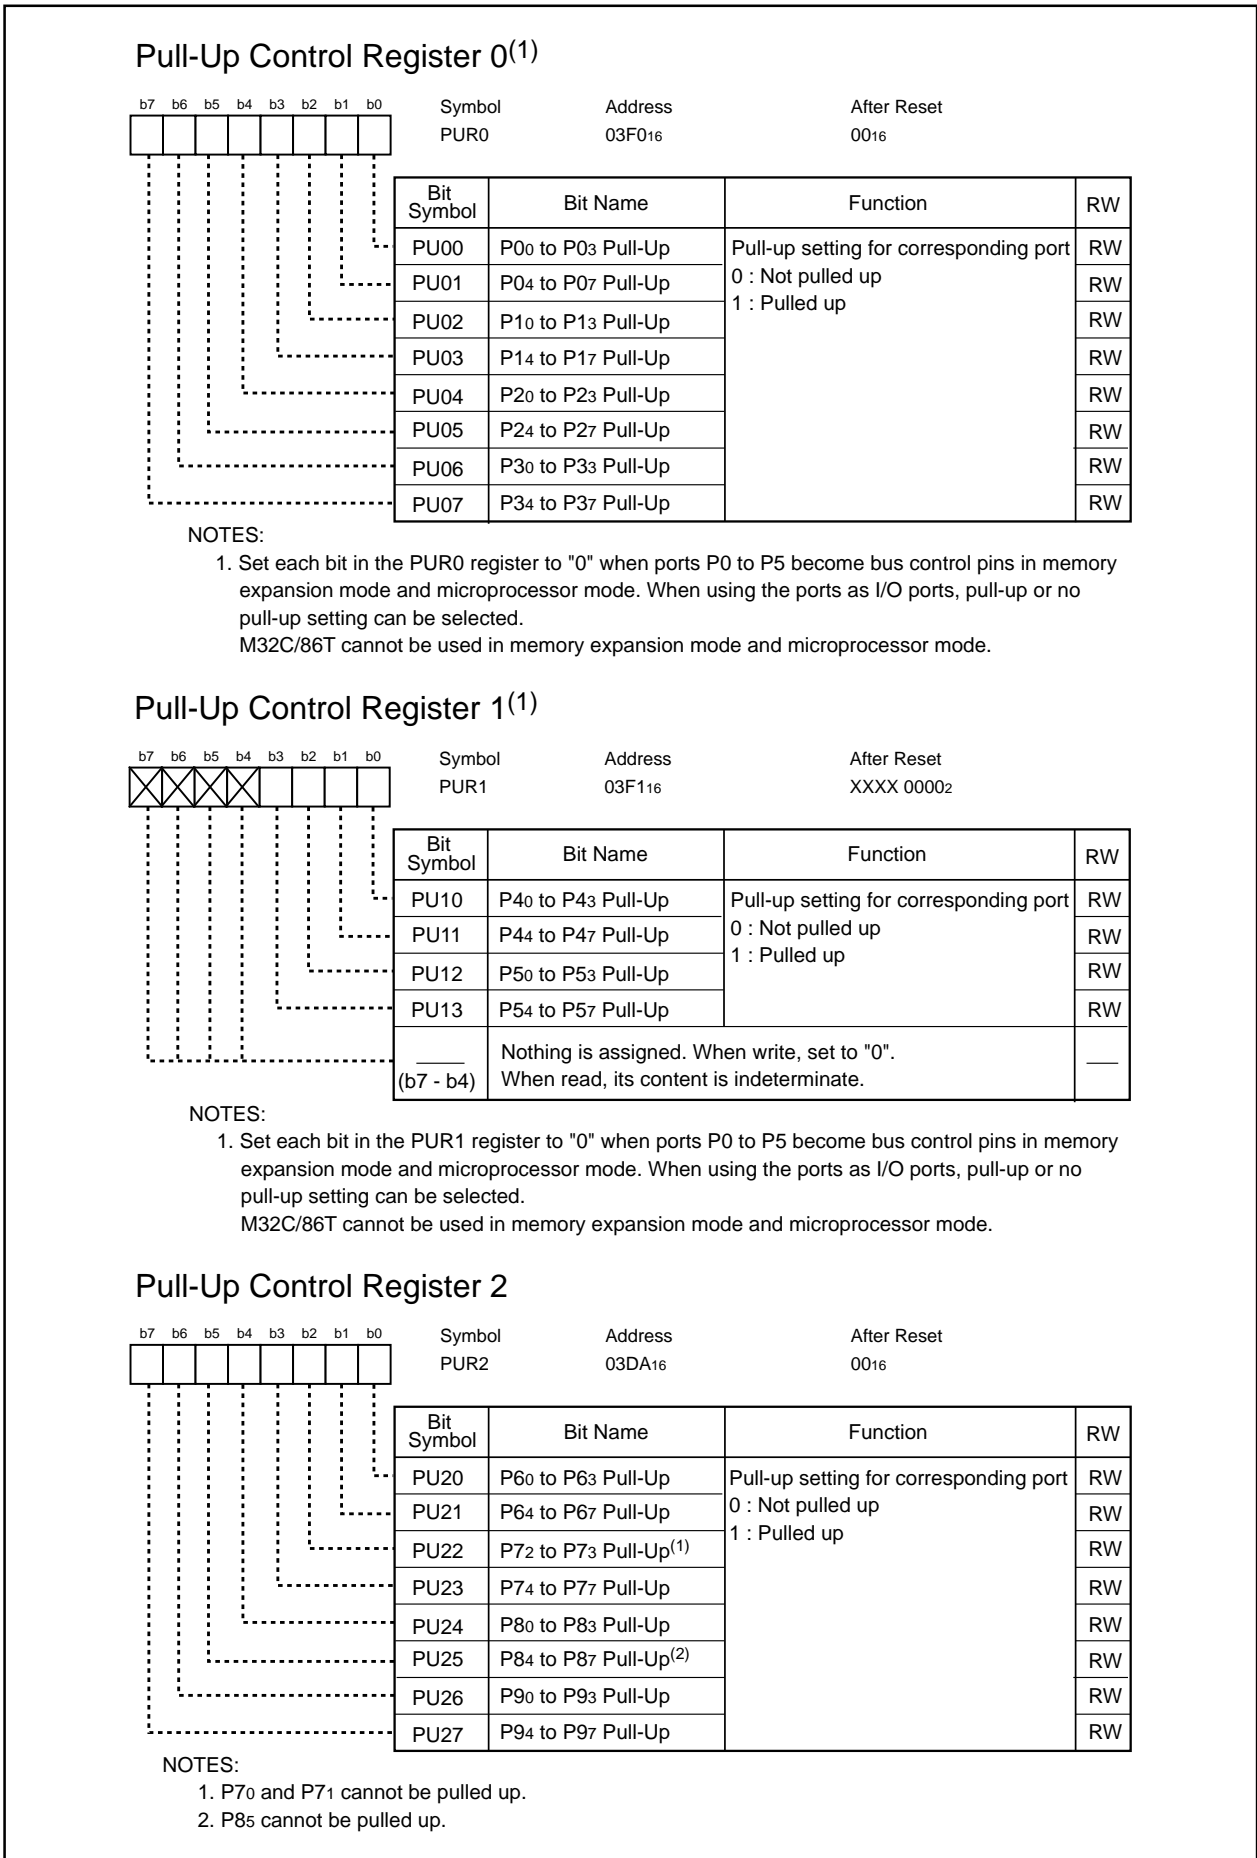 Pull-Up Control Register 0(1)
b7 b6 b5 b4 b3 b2 b1 b0 Symbol Address After Reset
PUR0 03F016 0016
Bit Symbol Bit Name Function RW
PU00 P00 to P03 Pull-Up Pull-up setting for corresponding port RW
PU01 P04 to P07 Pull-Up 0 : Not pulled up RW
PU02 P10 to P13 Pull-Up 1 : Pulled up RW
PU03 P14 to P17 Pull-Up RW
PU04 P20 to P23 Pull-Up RW
PU05 P24 to P27 Pull-Up RW
PU06 P30 to P33 Pull-Up RW
PU07 P34 to P37 Pull-Up RW
NOTES:
1. Set each bit in the PUR0 register to "0" when ports P0 to P5 become bus control pins in memory
expansion mode and microprocessor mode. When using the ports as I/O ports, pull-up or no
pull-up setting can be selected.
M32C/86T cannot be used in memory expansion mode and microprocessor mode.
Pull-Up Control Register 1(1)
b7 b6 b5 b4 b3 b2 b1 b0 Symbol Address After Reset
PUR1 03F116 XXXX 00002
Bit Symbol Bit Name Function RW
PU10 P40 to P43 Pull-Up Pull-up setting for corresponding port RW
PU11 P44 to P47 Pull-Up 0 : Not pulled up RW
PU12 P50 to P53 Pull-Up 1 : Pulled up RW
PU13 P54 to P57 Pull-Up RW
Nothing is assigned. When write, set to "0".
(b7 - b4) When read, its content is indeterminate.
NOTES:
1. Set each bit in the PUR1 register to "0" when ports P0 to P5 become bus control pins in memory
expansion mode and microprocessor mode. When using the ports as I/O ports, pull-up or no
pull-up setting can be selected.
M32C/86T cannot be used in memory expansion mode and microprocessor mode.
Pull-Up Control Register 2
b7 b6 b5 b4 b3 b2 b1 b0 Symbol Address After Reset
PUR2 03DA16 0016
Bit Symbol Bit Name Function RW
PU20 P60 to P63 Pull-Up Pull-up setting for corresponding port RW
PU21 P64 to P67 Pull-Up 0 : Not pulled up RW
PU22 P72 to P73 Pull-Up(1) 1 : Pulled up RW
PU23 P74 to P77 Pull-Up RW
PU24 P80 to P83 Pull-Up RW
PU25 P84 to P87 Pull-Up(2) RW
PU26 P90 to P93 Pull-Up RW
PU27 P94 to P97 Pull-Up RW
NOTES:
1. P70 and P71 cannot be pulled up.
2. P85 cannot be pulled up.